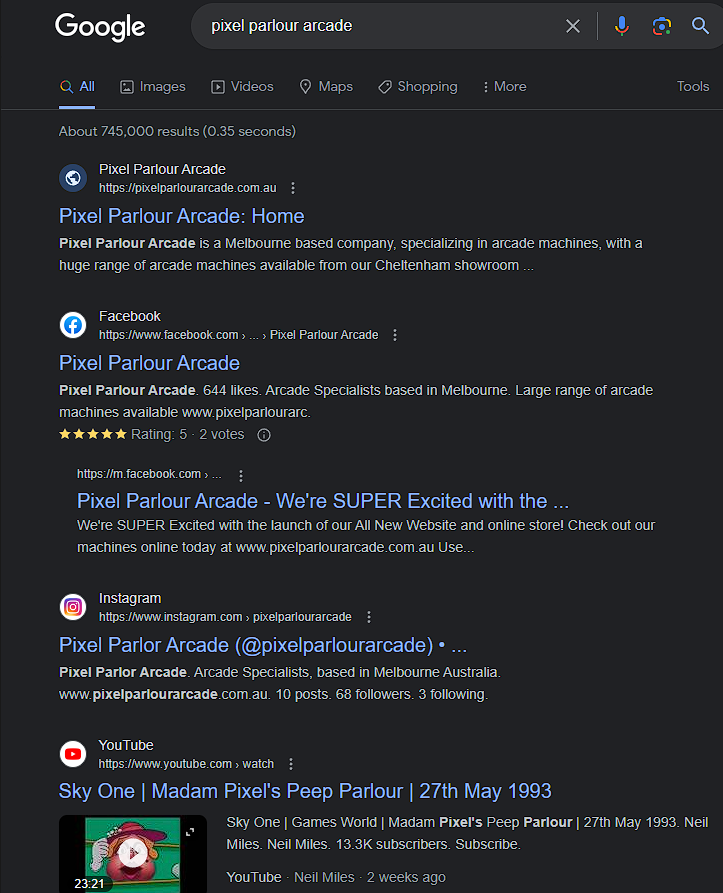 Google
pixel parlour arcade
All Images Videos Maps Shopping More Tools
About 745,000 results (0.35 seconds)
Pixel Parlour Arcade
https://pixelparlourarcade.com.au
Pixel Parlour Arcade: Home
Pixel Parlour Arcade is a Melbourne based company, specializing in arcade machines, with a
huge range of arcade machines available from our Cheltenham showroom ...
Facebook
https://www.facebook.com › ... › Pixel Parlour Arcade
Pixel Parlour Arcade
Pixel Parlour Arcade. 644 likes. Arcade Specialists based in Melbourne. Large range of arcade
machines available www.pixelparlourarc.
Rating: 5 · 2 votes
https://m.facebook.com › ...
Pixel Parlour Arcade - We're SUPER Excited with the ...
We're SUPER Excited with the launch of our All New Website and online store! Check out our
machines online today at www.pixelparlourarcade.com.au Use...
Instagram
https://www.instagram.com › pixelparlourarcade
Pixel Parlor Arcade (@pixelparlourarcade) • ...
Pixel Parlor Arcade. Arcade Specialists, based in Melbourne Australia.
www.pixelparlourarcade.com.au. 10 posts. 68 followers. 3 following.
YouTube
https://www.youtube.com › watch
Sky One | Madam Pixel's Peep Parlour | 27th May 1993
Sky One | Games World | Madam Pixel's Peep Parlour | 27th May 1993. Neil
Miles. Neil Miles. 13.3K subscribers. Subscribe.
23:21
YouTube · Neil Miles · 2 weeks ago